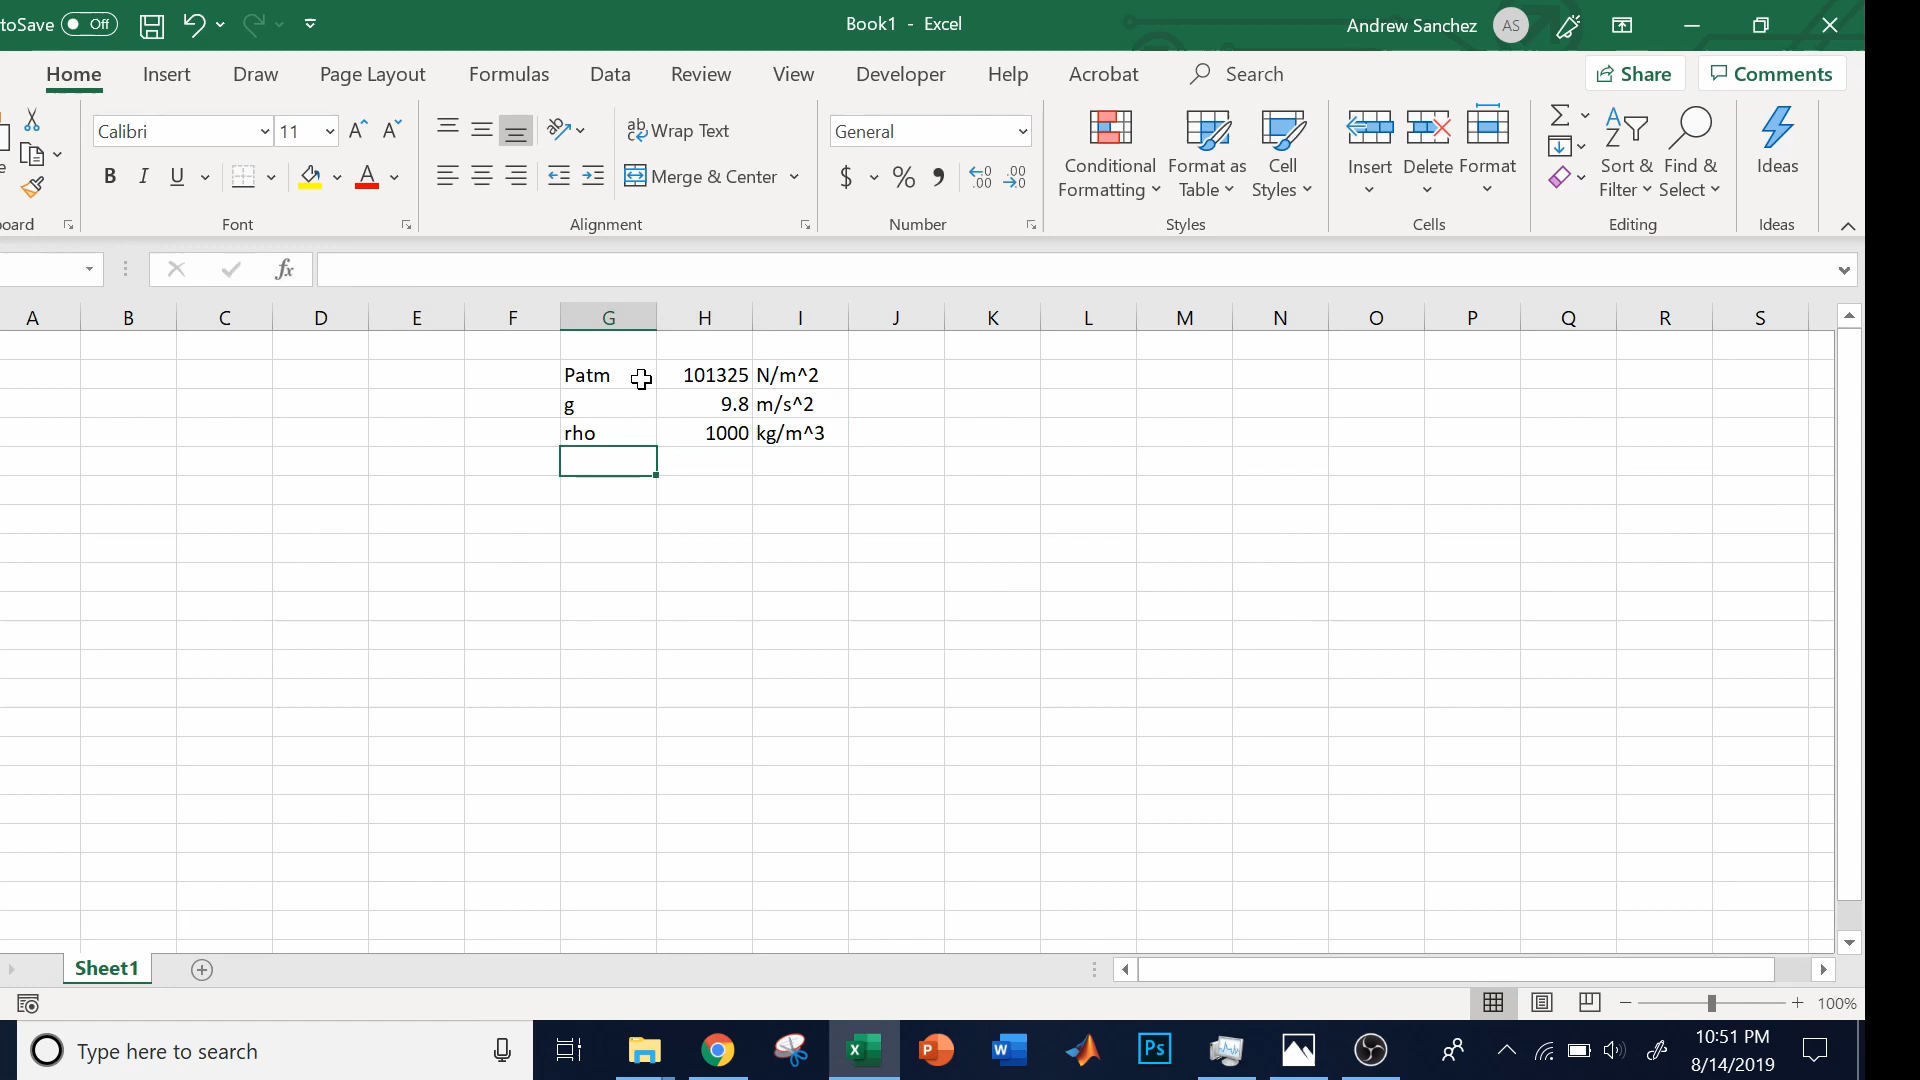 toSave Off Book1 - Excel Andrew Sanchez AS
Home Insert Draw Page Layout Formulas Data Review View Developer Help Acrobat Search Share Comments
Calibri 11 Wrap Text General
B I U Merge & Center $ % 9 Conditional Formatting Format as Table Cell Styles Insert Delete Format Sort & Filter Find & Select Ideas
oard Font Alignment Number Styles Cells Editing Ideas
fx
A B C D E F G H I J K L M N O P Q R S
Patm 101325 N/m^2
g 9.8 m/s^2
rho 1000 kg/m^3
Sheet1
100%
Type here to search 10:51 PM
8/14/2019